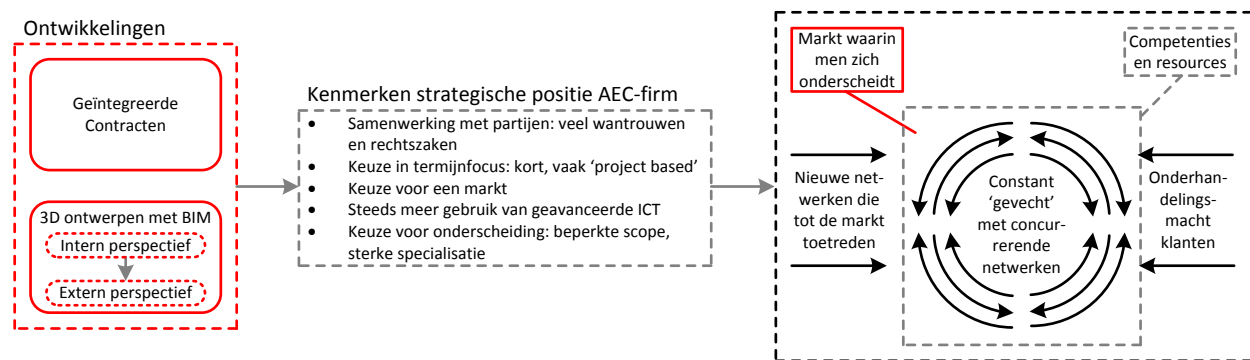 Ontwikkelingen
Geïntegreerde
Contracten
3D ontwerpen met BIM
Intern perspectief
Extern perspectief
Kenmerken strategische positie AEC-firm
• Samenwerking met partijen: veel wantrouwen
en rechtszaken
• Keuze in termijnfocus: kort, vaak ‘project based’
• Keuze voor een markt
• Steeds meer gebruik van geavanceerde ICT
• Keuze voor onderscheiding: beperkte scope,
sterke specialisatie
Markt waarin
men zich
onderscheidt
Competenties
en resources
Nieuwe net-
werken die
tot de markt
toetreden
Constant
‘gevecht’
met concur-
rerende
netwerken
Onderhan-
delings-
macht
klanten